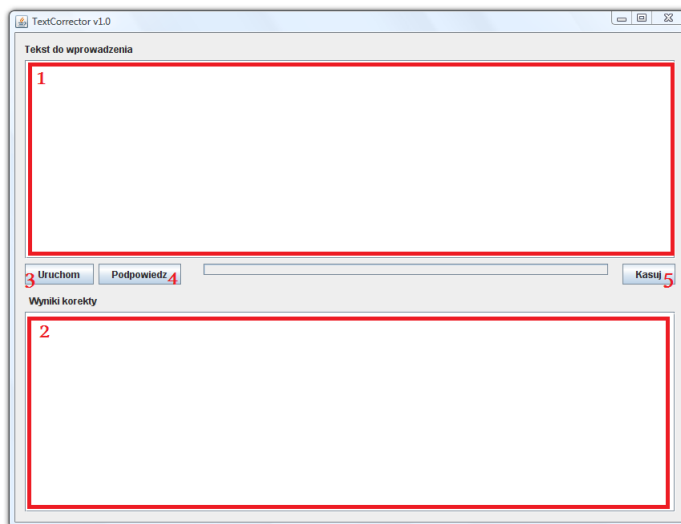 TextCorrector v1.0
Tekst do wprowadzenia
1
3 Uruchom Podpowiedz 4 Kasuj 5
Wyniki korekty
2